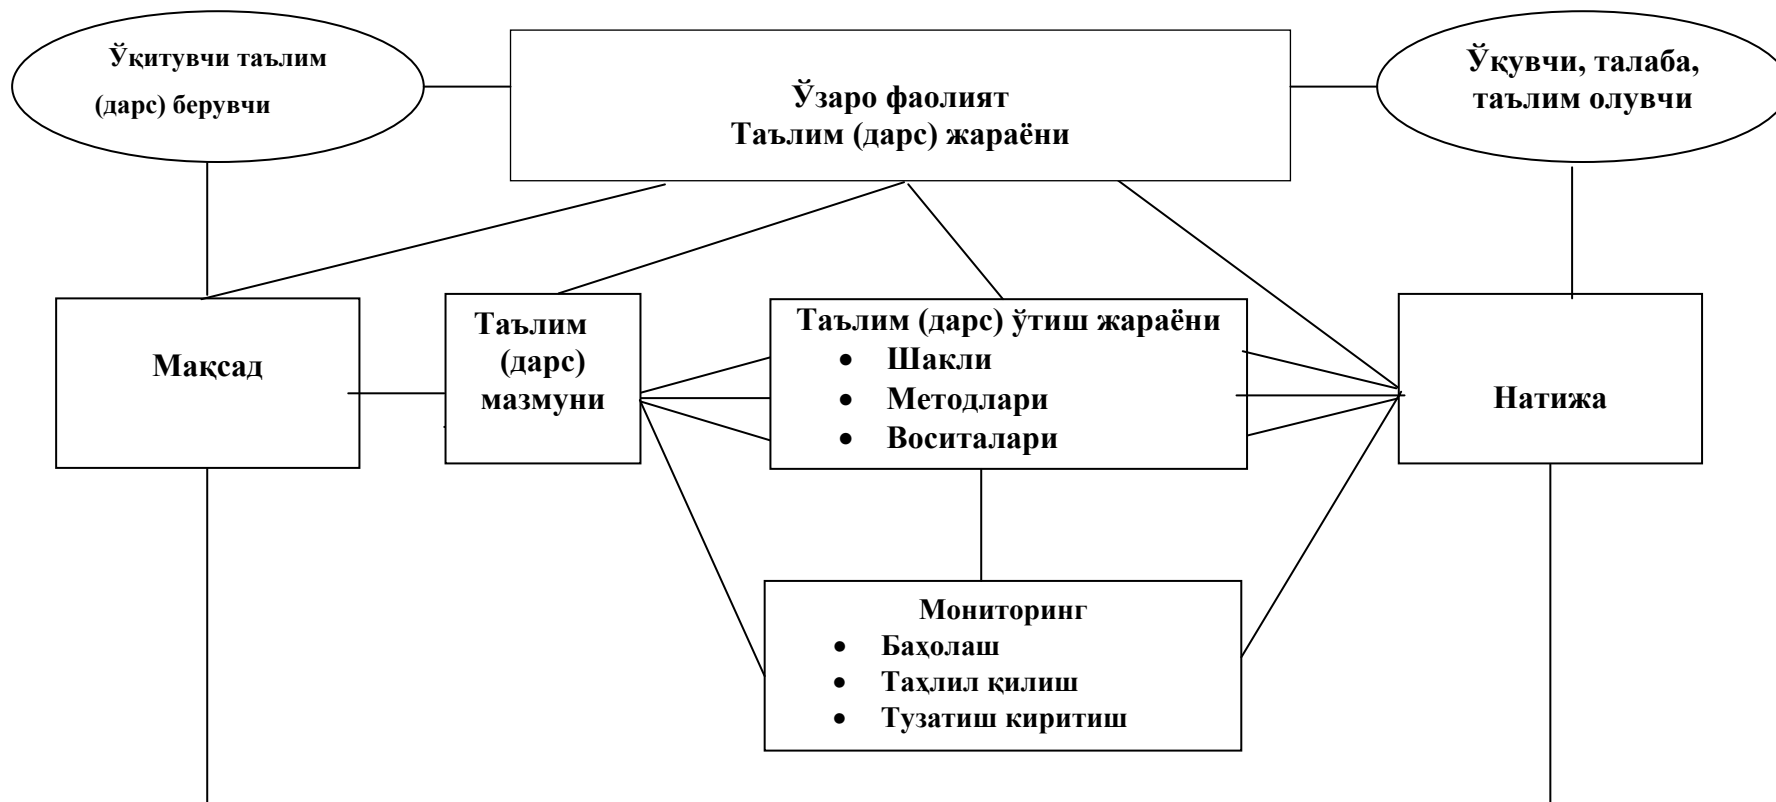 Ўқитувчи таълим
(дарс) берувчи
Ўзаро фаолият
Таълим (дарс) жараёни
Ўқувчи, талаба,
таълим олувчи
Мақсад
Таълим
(дарс)
мазмуни
Таълим (дарс) ўтиш жараёни
• Шакли
• Методлари
• Воситалари
Натижа
Мониторинг
• Баҳолаш
• Таҳлил қилиш
• Тузатиш киритиш